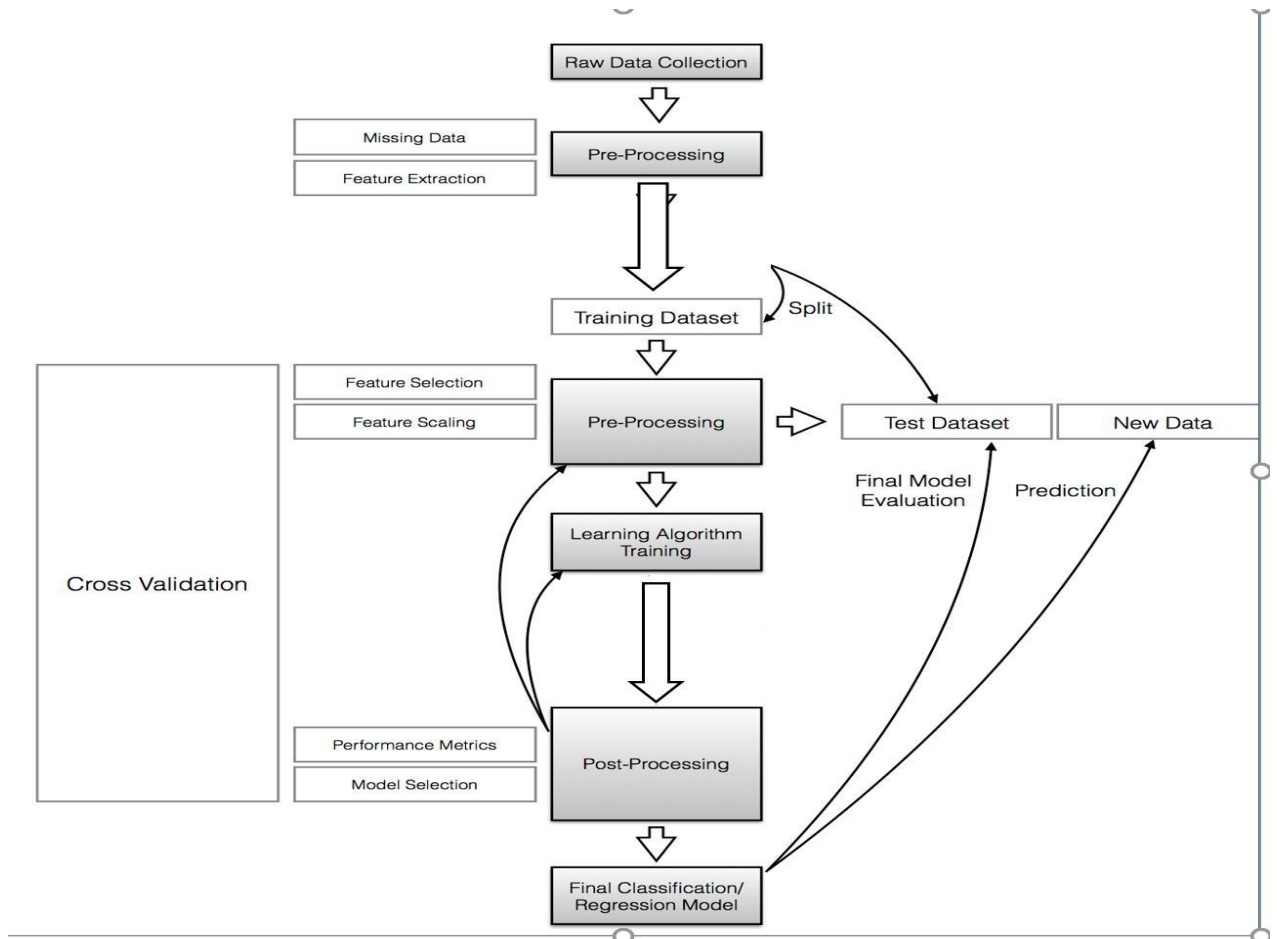 Raw Data Collection
Missing Data
Pre-Processing
Feature Extraction
Split
Training Dataset
Feature Selection
Feature Scaling
Pre-Processing
Test Dataset
New Data
Final Model
Evaluation
Prediction
Learning Algorithm
Training
Cross Validation
Performance Metrics
Post-Processing
Model Selection
Final Classification/
Regression Model